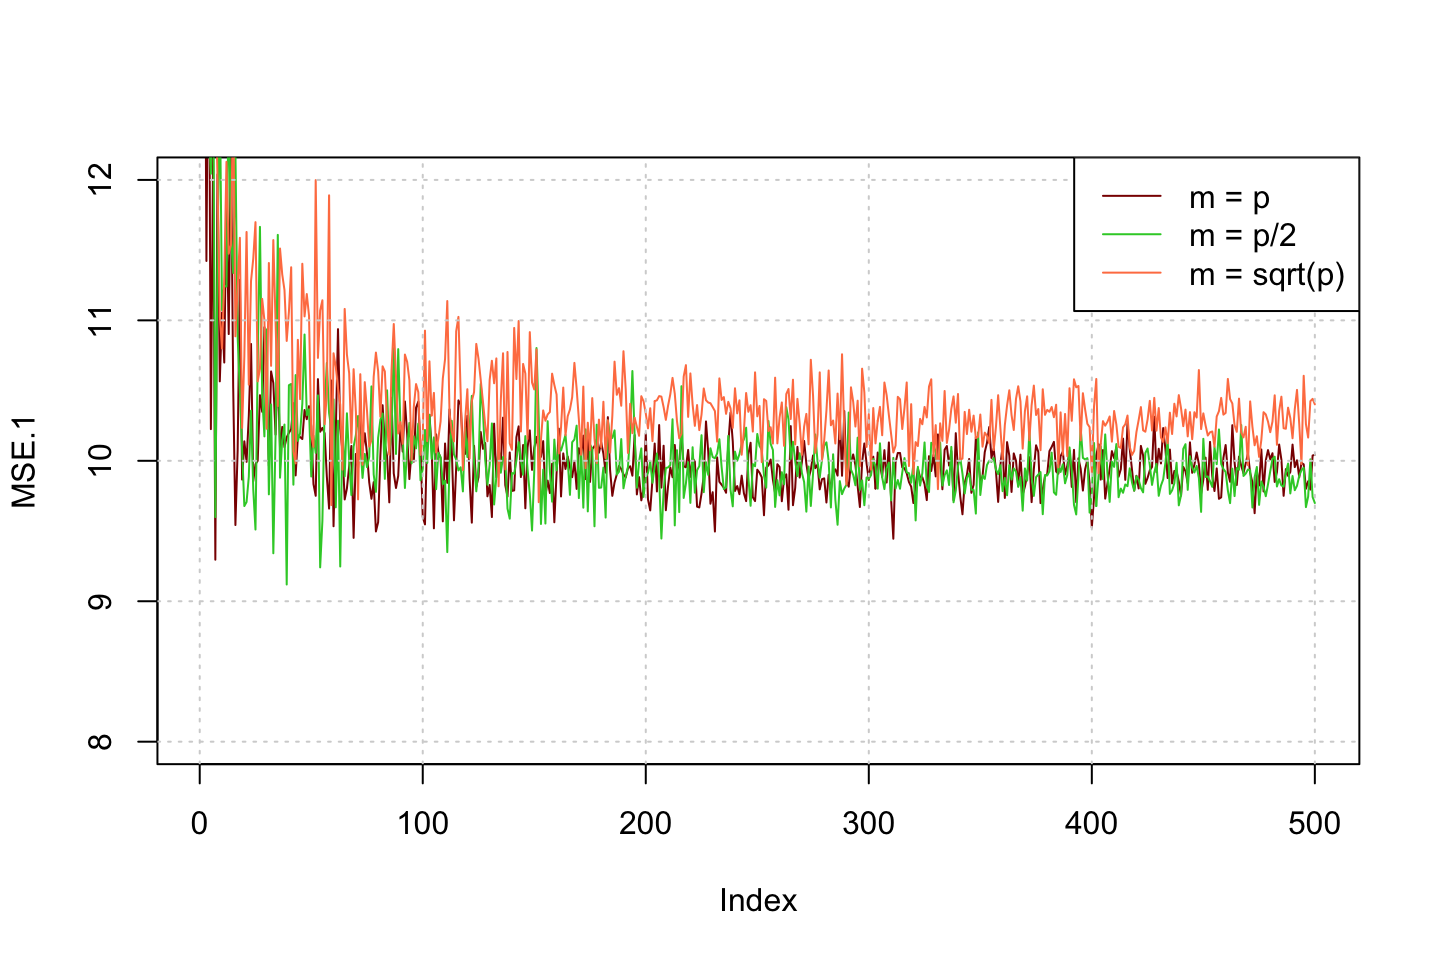 MSE.1
12
11
10
9
8
m = p
m = p/2
m = sqrt(p)
0 100 200 300 400 500
Index